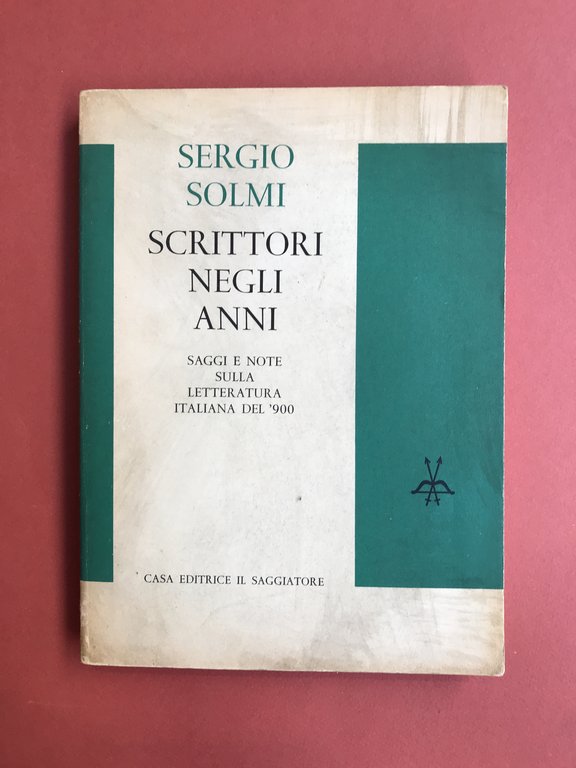 SERGIO
SOLMI
SCRITTORI
NEGLI
ANNI
SAGGI E NOTE
SULLA
LETTERATURA
ITALIANA DEL '900
CASA EDITRICE IL SAGGIATORE